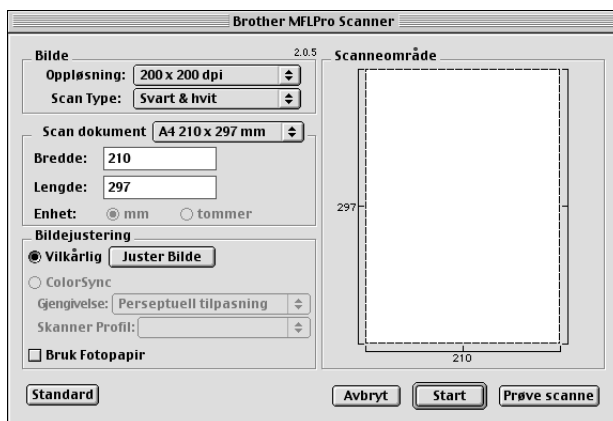 Brother MFLPro Scanner
Bilde 2.0.5
Oppløsning: 200 x 200 dpi
Scan Type: Svart & hvit
Scan dokument A4 210 x 297 mm
Bredde: 210
Lengde: 297
Enhet: mm tommer
Bildejustering
Vilkårlig Juster Bilde
ColorSync
Gjengivelse: Perseptuell tilpasning
Skanner Profil:
Bruk Fotopapir
Scanneområde
297
210
Standard Avbryt Start Prøve scanne